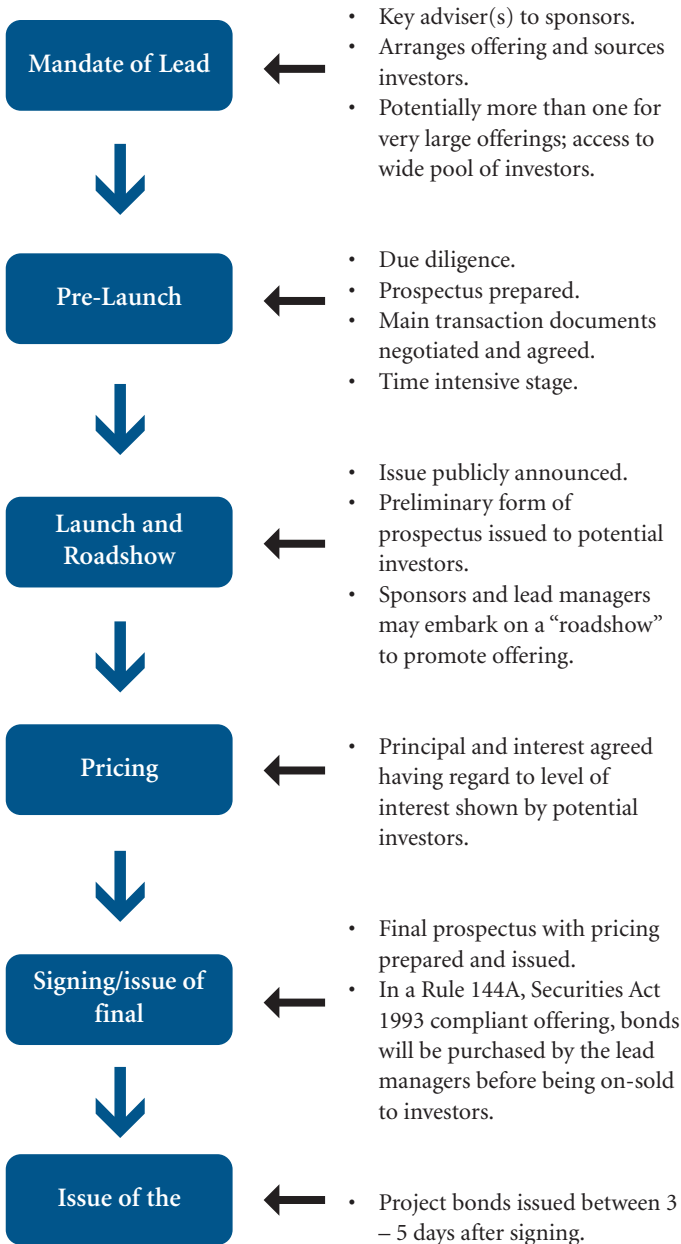 Mandate of Lead
• Key adviser(s) to sponsors.
• Arranges offering and sources
investors.
• Potentially more than one for
very large offerings; access to
wide pool of investors.
Pre-Launch
• Due diligence.
• Prospectus prepared.
• Main transaction documents
negotiated and agreed.
• Time intensive stage.
Launch and
Roadshow
• Issue publicly announced.
• Preliminary form of
prospectus issued to potential
investors.
• Sponsors and lead managers
may embark on a “roadshow”
to promote offering.
Pricing
• Principal and interest agreed
having regard to level of
interest shown by potential
investors.
Signing/issue of
final
• Final prospectus with pricing
prepared and issued.
• In a Rule 144A, Securities Act
1993 compliant offering, bonds
will be purchased by the lead
managers before being on-sold
to investors.
Issue of the
• Project bonds issued between 3
– 5 days after signing.